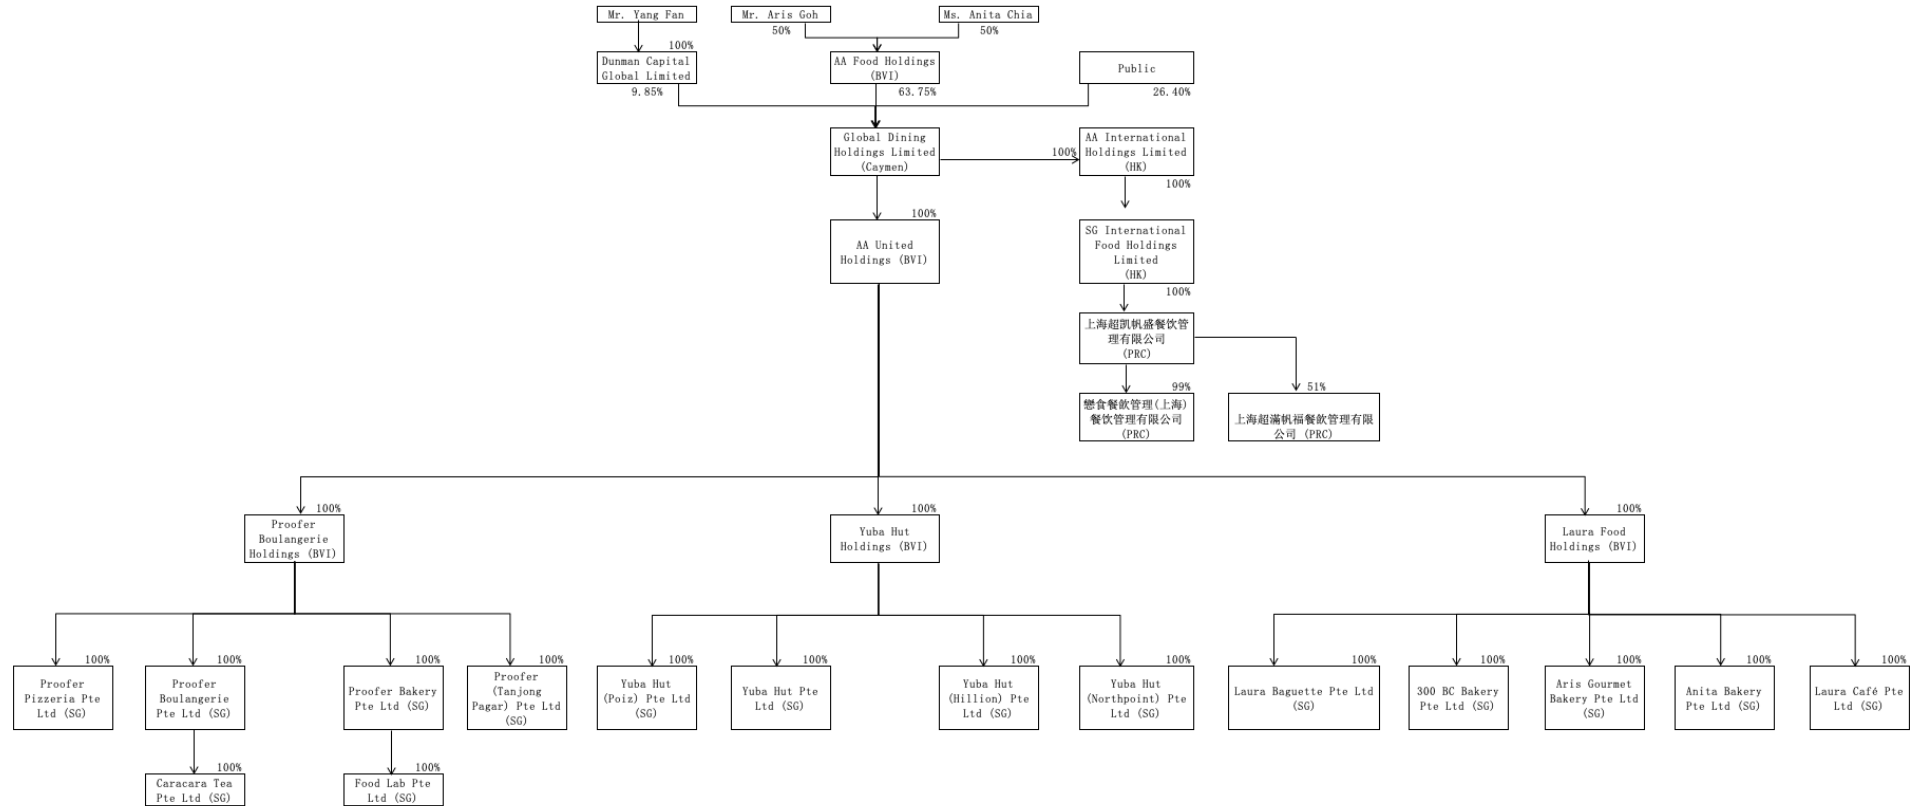 Mr. Yang Fan
Mr. Aris Goh
Ms. Anita Chia
50%
50%
100%
Dunman Capital
Global Limited
AA Food Holdings
(BVI)
Public
9.85%
63.75%
26.40%
Global Dining
Holdings Limited
(Caymen)
100%
AA International
Holdings Limited
(HK)
100%
100%
AA United
Holdings (BVI)
SG International
Food Holdings
Limited
(HK)
100%
上海超凯帆盛餐饮管
理有限公司
(PRC)
99%
51%
戀食餐飲管理(上海)
餐饮管理有限公司
(PRC)
上海超滿帆福餐飲管理有限
公司 (PRC)
100%
100%
100%
Proofer
Boulangerie
Holdings (BVI)
Yuba Hut
Holdings (BVI)
Laura Food
Holdings (BVI)
100%
100%
100%
100%
100%
100%
100%
100%
100%
100%
100%
100%
100%
Proofer
Pizzeria Pte
Ltd (SG)
Proofer
Boulangerie
Pte Ltd (SG)
Proofer Bakery
Pte Ltd (SG)
Proofer
(Tanjong
Pagar) Pte Ltd
(SG)
Yuba Hut
(Poiz) Pte Ltd
(SG)
Yuba Hut Pte
Ltd (SG)
Yuba Hut
(Hillion) Pte
Ltd (SG)
Yuba Hut
(Northpoint) Pte
Ltd (SG)
Laura Baguette Pte Ltd
(SG)
300 BC Bakery
Pte Ltd (SG)
Aris Gourmet
Bakery Pte Ltd
(SG)
Anita Bakery
Pte Ltd (SG)
Laura Café Pte
Ltd (SG)
100%
100%
Caracara Tea
Pte Ltd (SG)
Food Lab Pte
Ltd (SG)